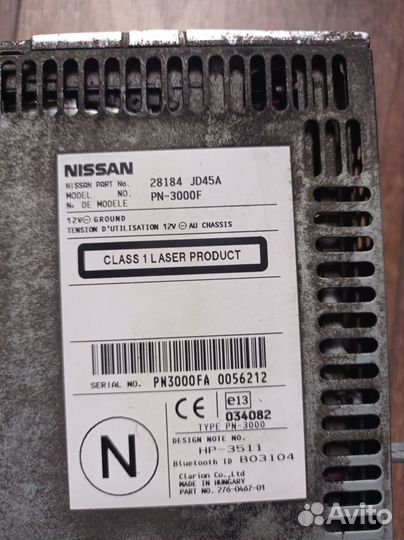 NISSAN
NISSAN PART No. 28184 JD45A
MODEL NO. PN-3000F
No DE MODELE
12V⊖ GROUND
TENSION D'UTILISATION 12V ⊖ AU CHASSIS
CLASS 1 LASER PRODUCT
SERIAL NO. PN3000FA 0056212
N
CE e13
034082
TYPE PN-3000
DESIGN NOTE NO.
HP-3511
Bluetooth ID B03104
Clarion Co.,Ltd
MADE IN HUNGARY
PART NO. 276-0467-01
Avito